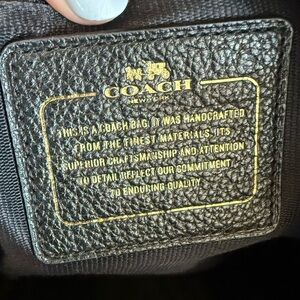 COACH
NEW YORK
THIS IS A COACH BAG. IT WAS HANDCRAFTED
FROM THE FINEST MATERIALS. ITS
SUPERIOR CRAFTSMANSHIP AND ATTENTION
TO DETAIL REFLECT OUR COMMITMENT
TO ENDURING QUALITY.